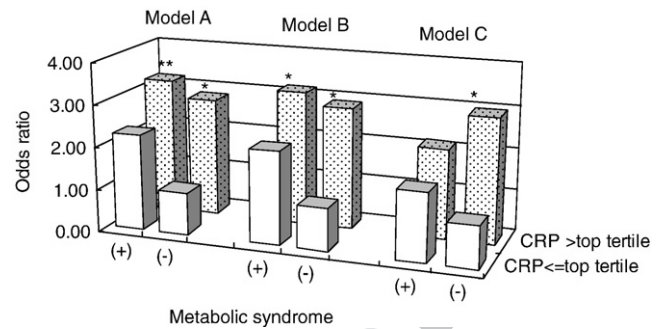 Model A
Model B
Model C
4.00
3.00
2.00
1.00
0.00
Odds ratio
**
*
*
*
*
(+)
(-)
(+)
(-)
(+)
(-)
CRP >top tertile
CRP<=top tertile
Metabolic syndrome